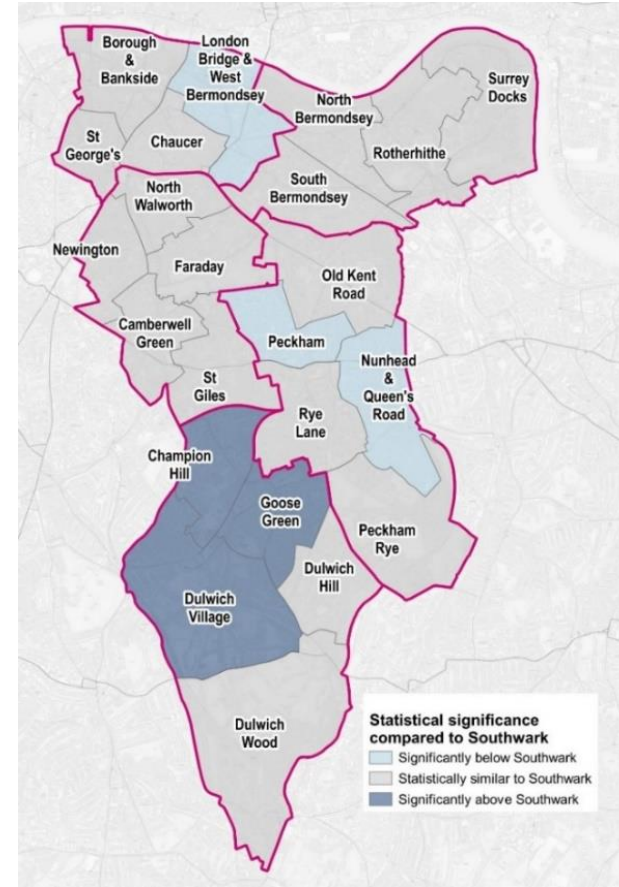 Borough
&
Bankside
London
Bridge &
West
Bermondsey
North
Bermondsey
Surrey
Docks
St
George's
Chaucer
Rotherhithe
South
Bermondsey
North
Walworth
Newington
Faraday
Old Kent
Road
Camberwell
Green
Peckham
Nunhead
&
Queen's
Road
St
Giles
Rye
Lane
Champion
Hill
Goose
Green
Peckham
Rye
Dulwich
Hill
Dulwich
Village
Dulwich
Wood
Statistical significance
compared to Southwark
Significantly below Southwark
Statistically similar to Southwark
Significantly above Southwark